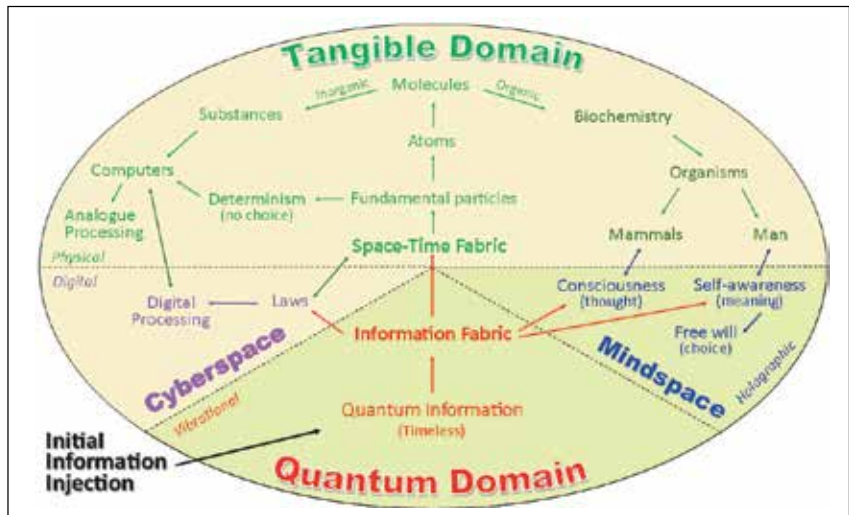 Tangible Domain
Inorganic
Molecules
Organic
Substances
Biochemistry
Atoms
Computers
Organisms
Determinism
(no choice)
Fundamental particles
Analogue
Processing
Mammals
Man
Physical
Space-Time Fabric
Digital
Consciousness
(thought)
Self-awareness
(meaning)
Digital
Processing
Laws
Free will
(choice)
Information Fabric
Cyberspace
Mindspace
Holographic
Vibrational
Quantum Information
(Timeless)
Initial
Information
Injection
Quantum Domain